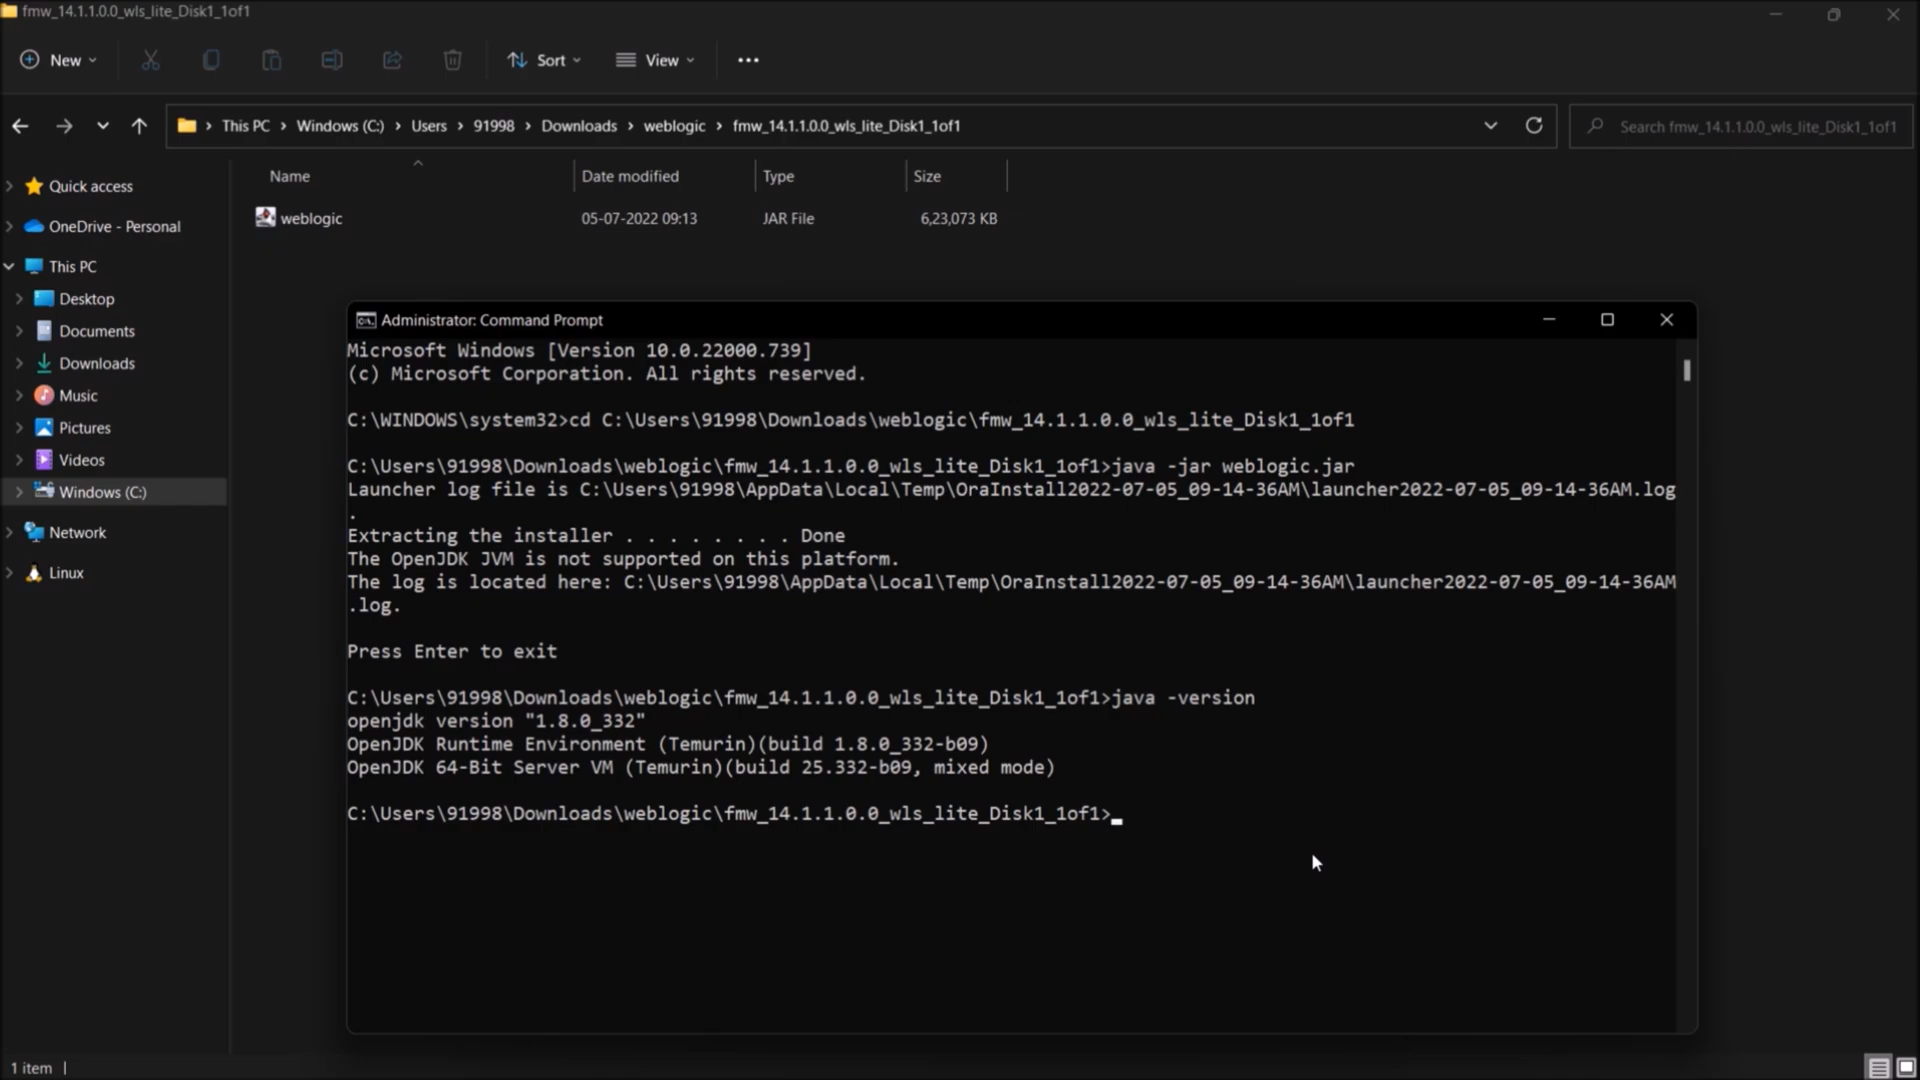 fmw_14.1.1.0.0_wls_lite_Disk1_1of1
New Sort View
This PC Windows (C:) Users 91998 Downloads weblogic fmw_14.1.1.0.0_wls_lite_Disk1_1of1
Search fmw_14.1.1.0.0_wls_lite_Disk1_1of1
Name Date modified Type Size
weblogic 05-07-2022 09:13 JAR File 6,23,073 KB
Quick access
OneDrive - Personal
This PC
Desktop
Documents
Downloads
Music
Pictures
Videos
Windows (C:)
Network
Linux
Administrator: Command Prompt
Microsoft Windows [Version 10.0.22000.739]
(c) Microsoft Corporation. All rights reserved.
C:\WINDOWS\system32>cd C:\Users\91998\Downloads\weblogic\fmw_14.1.1.0.0_wls_lite_Disk1_1of1
C:\Users\91998\Downloads\weblogic\fmw_14.1.1.0.0_wls_lite_Disk1_1of1>java -jar weblogic.jar
Launcher log file is C:\Users\91998\AppData\Local\Temp\OraInstall2022-07-05_09-14-36AM\launcher2022-07-05_09-14-36AM.log
.
Extracting the installer . . . . . . . . Done
The OpenJDK JVM is not supported on this platform.
The log is located here: C:\Users\91998\AppData\Local\Temp\OraInstall2022-07-05_09-14-36AM\launcher2022-07-05_09-14-36AM
.log.
Press Enter to exit
C:\Users\91998\Downloads\weblogic\fmw_14.1.1.0.0_wls_lite_Disk1_1of1>java -version
openjdk version "1.8.0_332"
OpenJDK Runtime Environment (Temurin)(build 1.8.0_332-b09)
OpenJDK 64-Bit Server VM (Temurin)(build 25.332-b09, mixed mode)
C:\Users\91998\Downloads\weblogic\fmw_14.1.1.0.0_wls_lite_Disk1_1of1>
1 item